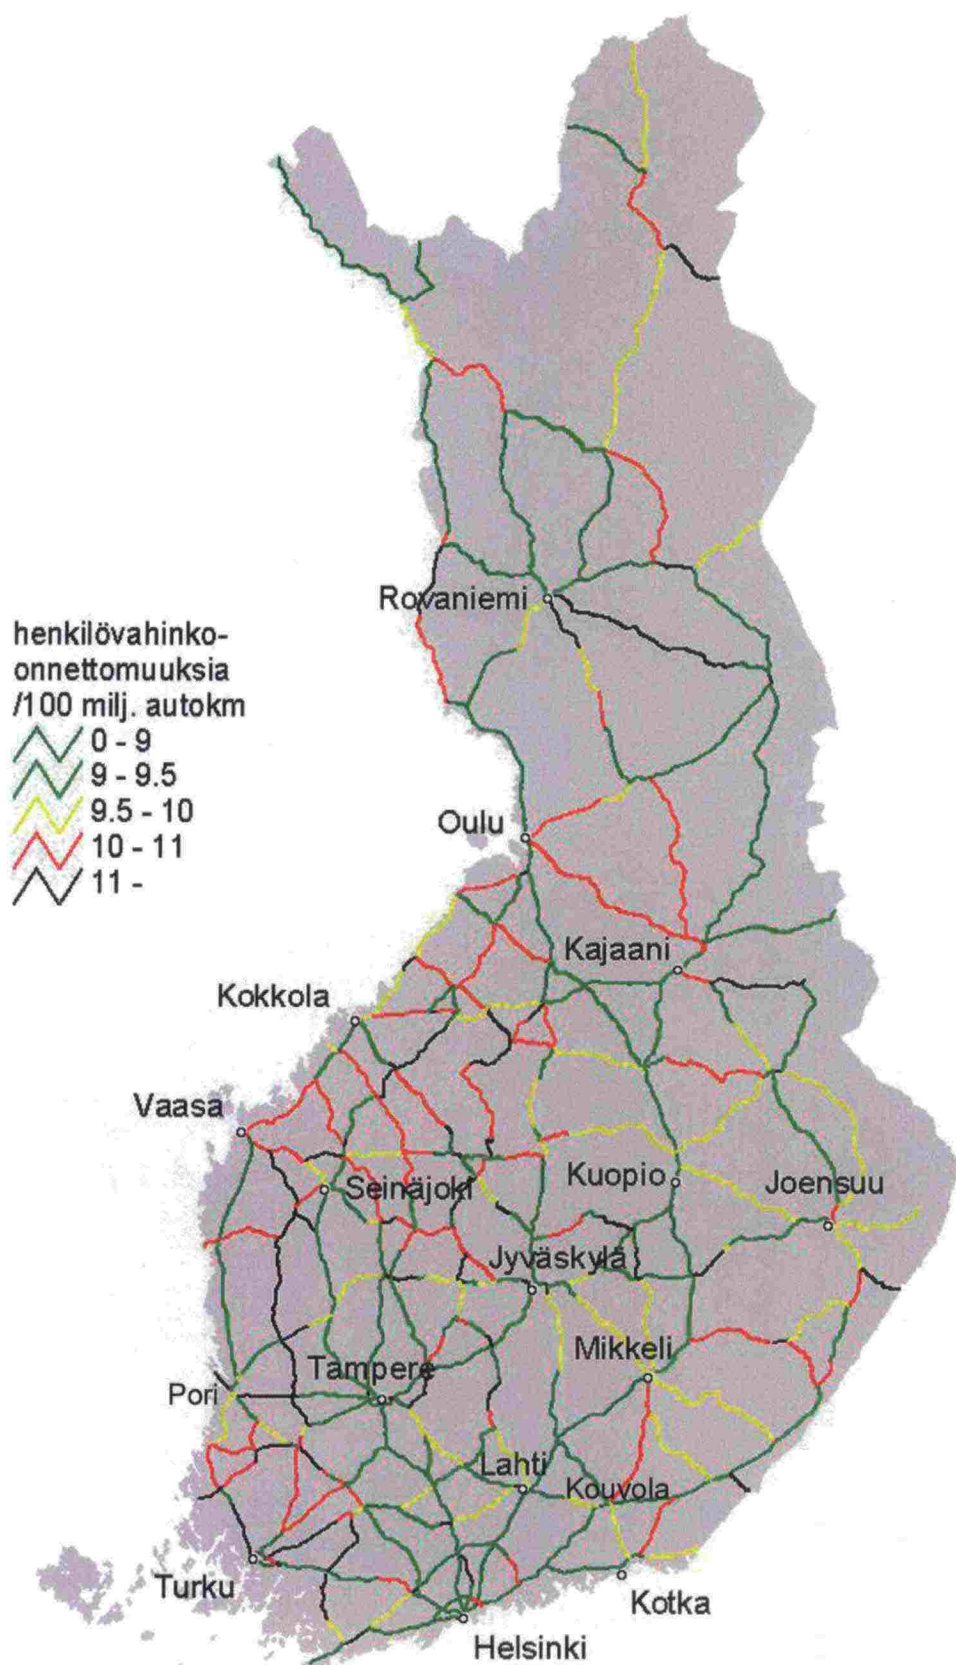 Rovaniemi
henkilövahinko-
onnettomuuksia
/100 milj. autokm
0 - 9
9 - 9.5
9.5 - 10
10 - 11
11 -
Oulu
Kajaani
Kokkola
Vaasa
Kuopio
Joensuu
Seinäjoki
Jyväskylä
Mikkeli
Tampere
Pori
Lahti
Kouvola
Turku
Kotka
Helsinki